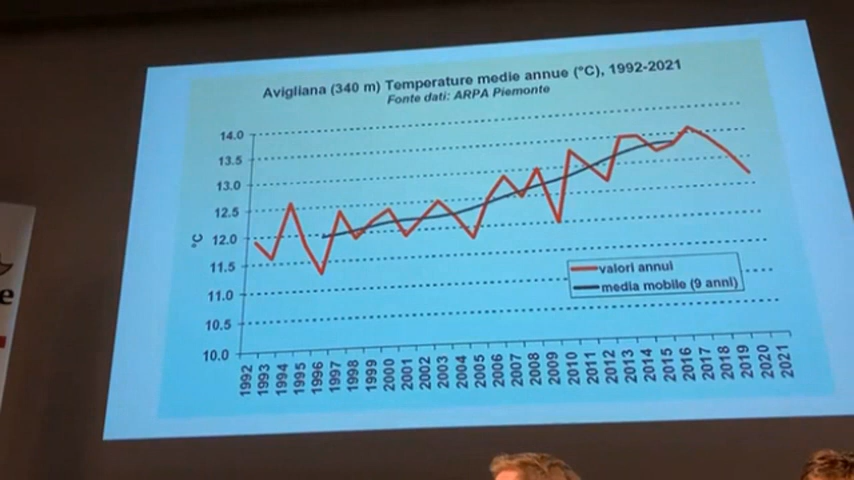 Avigliana (340 m) Temperature medie annue (°C), 1992-2021
Fonte dati: ARPA Piemonte
14.0
13.5
13.0
12.5
12.0
11.5
11.0
10.5
10.0
°C
valori annui
media mobile (9 anni)
1992 1993 1994 1995 1996 1997 1998 1999 2000 2001 2002 2003 2004 2005 2006 2007 2008 2009 2010 2011 2012 2013 2014 2015 2016 2017 2018 2019 2020 2021
e